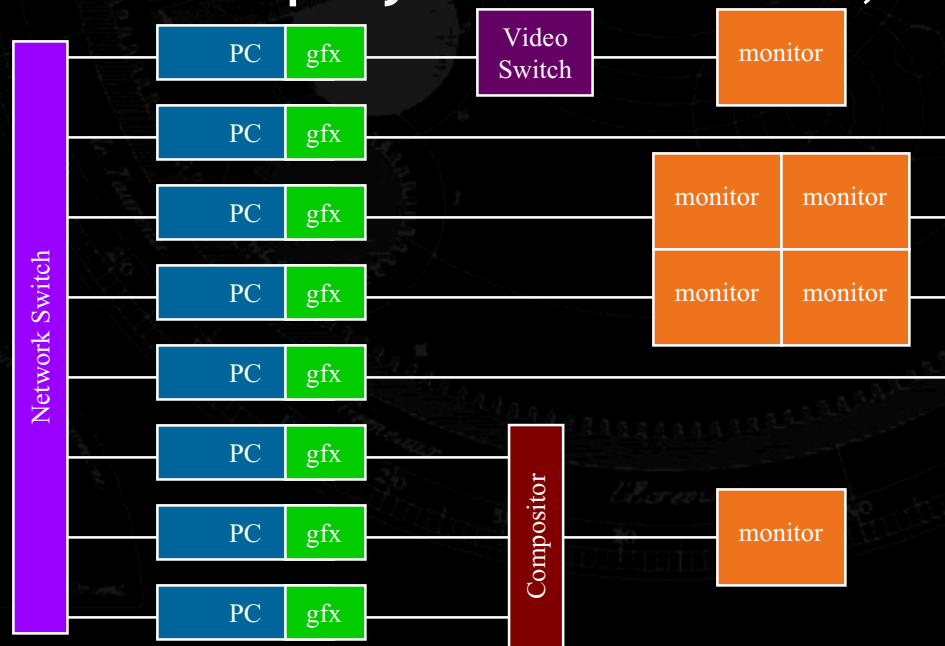 PC gfx
Video
Switch
monitor
PC gfx
PC gfx
monitor monitor
PC gfx
monitor monitor
Network Switch
PC gfx
PC gfx
Compositor
PC gfx
monitor
PC gfx